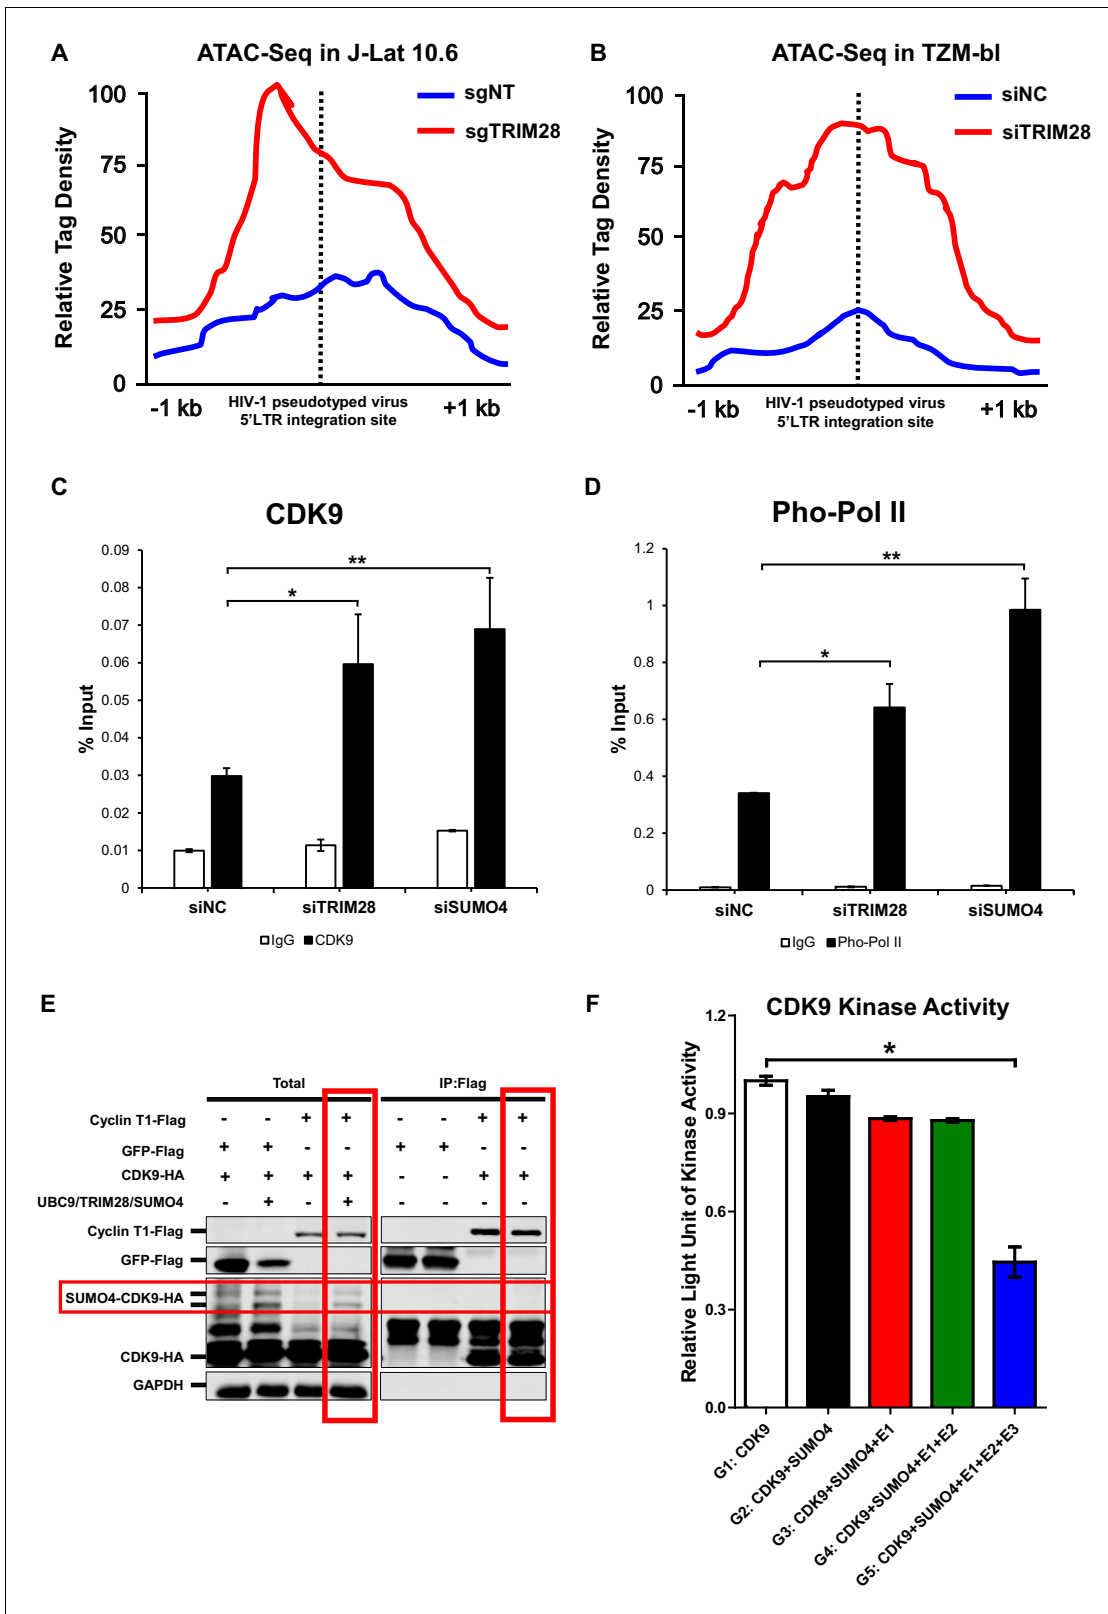 A
ATAC-Seq in J-Lat 10.6
sgNT
sgTRIM28
Relative Tag Density
100
75
50
25
0
-1 kb
HIV-1 pseudotyped virus
5'LTR integration site
+1 kb
B
ATAC-Seq in TZM-bl
siNC
siTRIM28
Relative Tag Density
100
75
50
25
0
-1 kb
HIV-1 pseudotyped virus
5'LTR integration site
+1 kb
C
CDK9
% Input
0.09
0.08
0.07
0.06
0.05
0.04
0.03
0.02
0.01
0
*
**
siNC siTRIM28 siSUMO4
IgG CDK9
D
Pho-Pol II
% Input
1.2
1
0.8
0.6
0.4
0.2
0
*
**
siNC siTRIM28 siSUMO4
IgG Pho-Pol II
E
Total IP:Flag
Cyclin T1-Flag - - + + - - + +
GFP-Flag + + - - + + - -
CDK9-HA + + + + - - + +
UBC9/TRIM28/SUMO4 - + - + - - - -
Cyclin T1-Flag
GFP-Flag
SUMO4-CDK9-HA
CDK9-HA
GAPDH
F
CDK9 Kinase Activity
Relative Light Unit of Kinase Activity
1.2
0.9
0.6
0.3
0.0
*
G1: CDK9
G2: CDK9+SUMO4
G3: CDK9+SUMO4+E1
G4: CDK9+SUMO4+E1+E2
G5: CDK9+SUMO4+E1+E2+E3